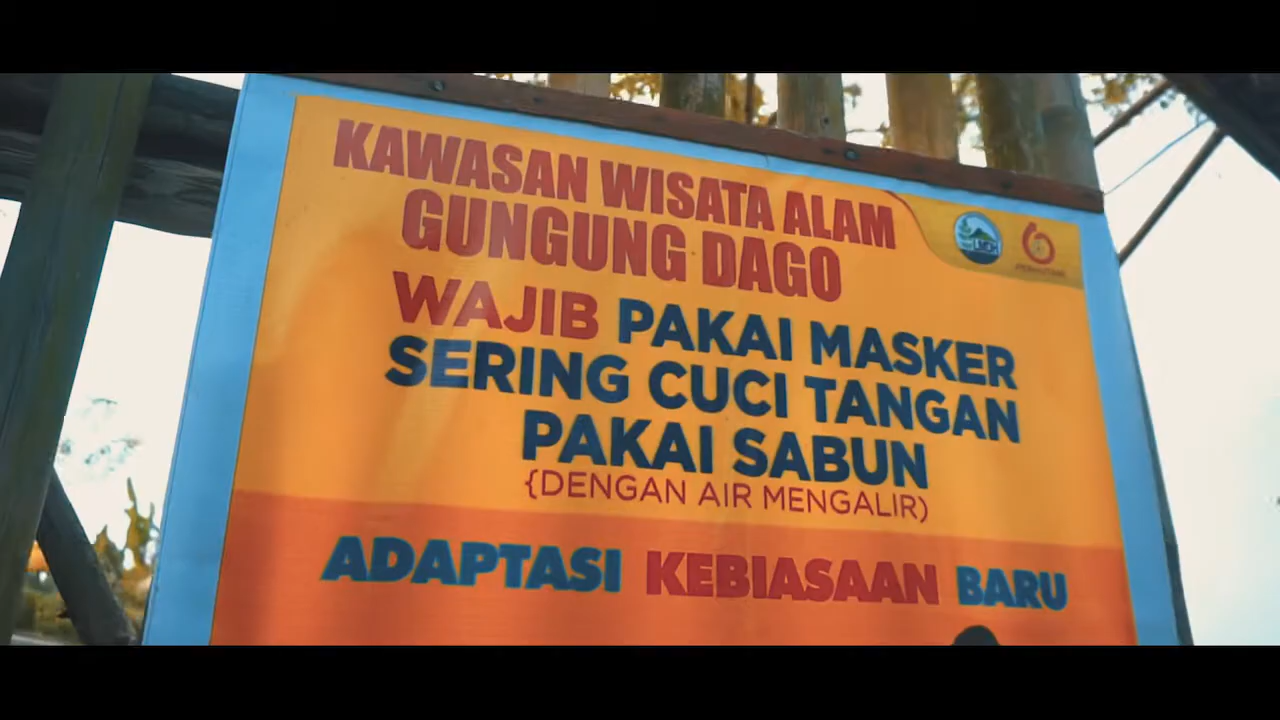 KAWASAN WISATA ALAM
GUNGUNG DAGO
WAJIB PAKAI MASKER
SERING CUCI TANGAN
PAKAI SABUN
{DENGAN AIR MENGALIR)
ADAPTASI KEBIASAAN BARU
LMDH